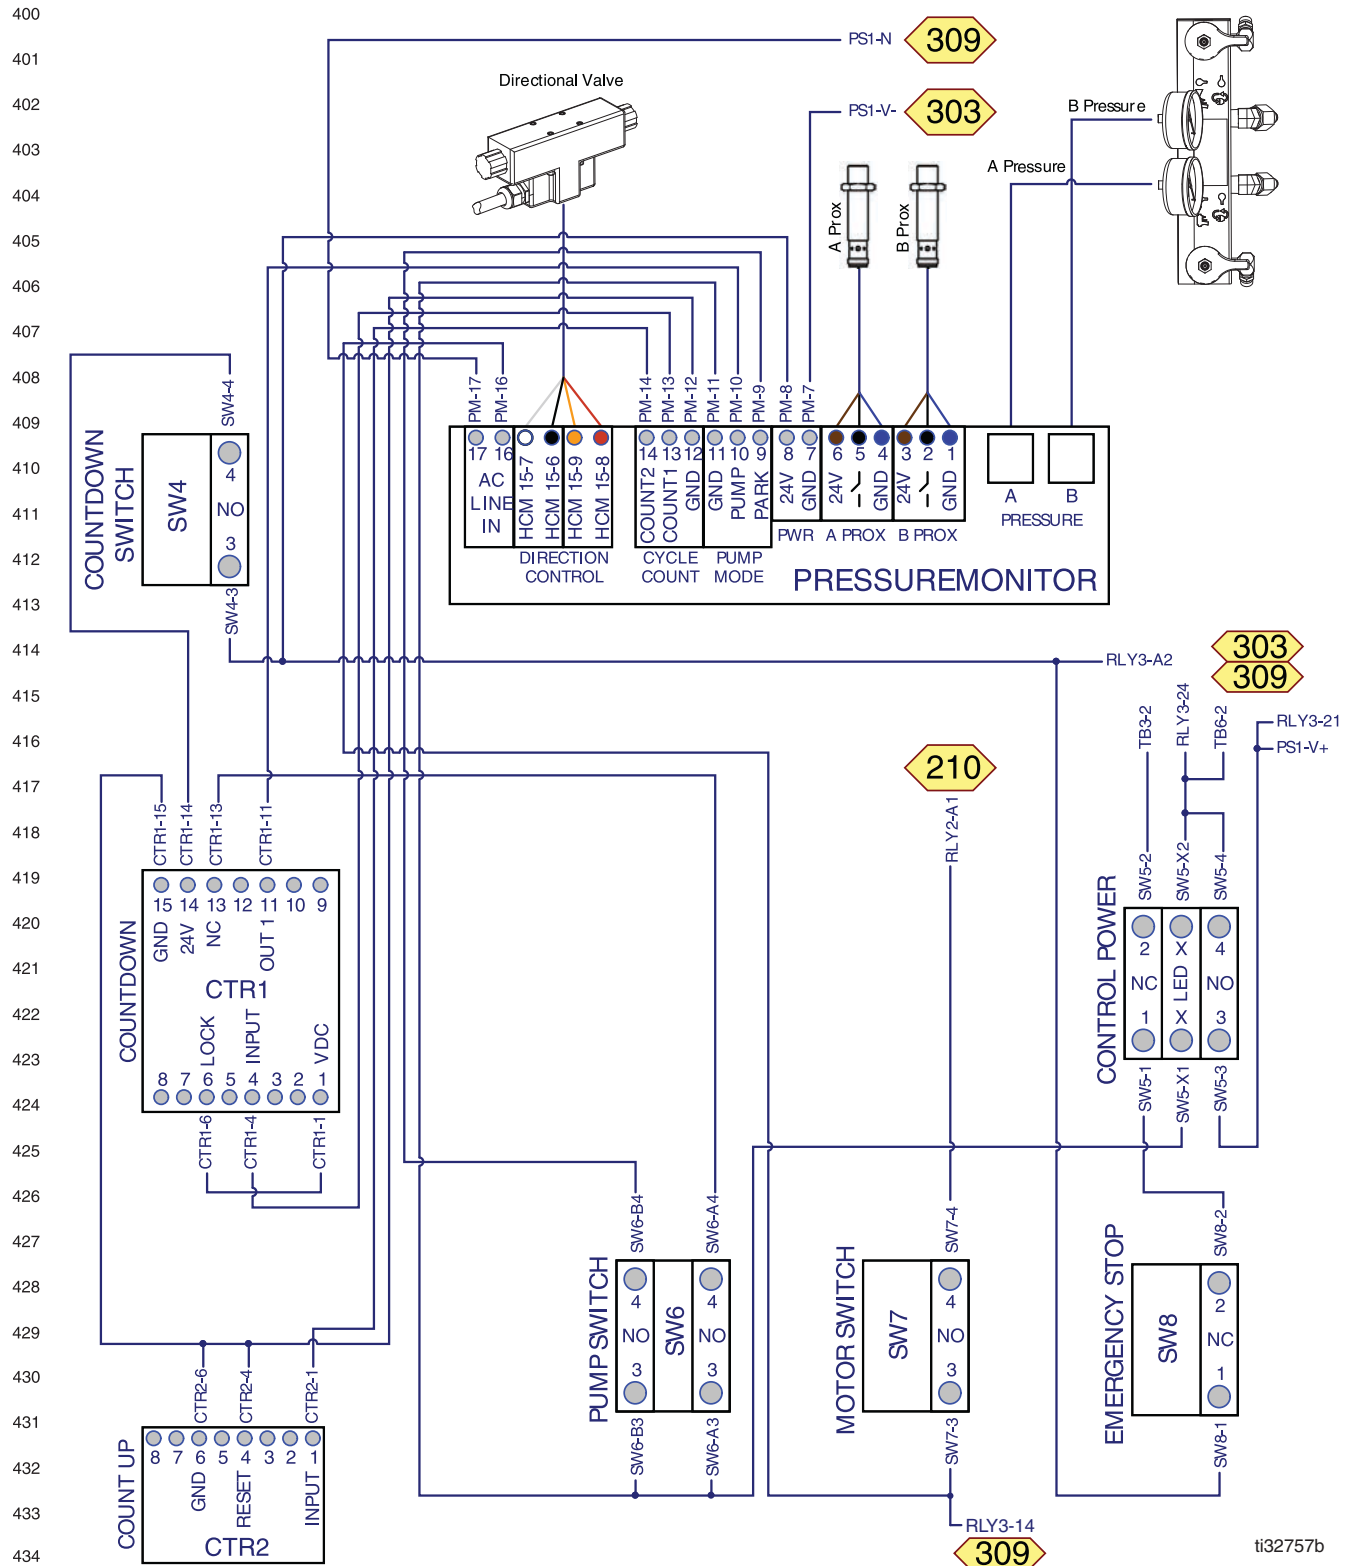 400
401
402
403
404
405
406
407
408
409
410
411
412
413
414
415
416
417
418
419
420
421
422
423
424
425
426
427
428
429
430
431
432
433
434
PS1-N
309
Directional Valve
PS1-V-
303
B Pressure
A Pressure
A Prox
B Prox
SW4-4
COUNTDOWN
SWITCH
SW4
4
NO
3
SW4-3
PM-17
PM-16
PM-14
PM-13
PM-12
PM-11
PM-10
PM-9
PM-8
PM-7
17
16
AC
LINE
IN
HCM 15-7
HCM 15-6
HCM 15-9
HCM 15-8
DIRECTION
CONTROL
14
13
12
COUNT2
COUNT1
GND
CYCLE
COUNT
11
10
9
GND
PUMP
PARK
PUMP
MODE
8
7
24V
GND
PWR
6
5
4
24V
GND
A PROX
3
2
1
24V
GND
B PROX
A
B
PRESSURE
PRESSUREMONITOR
RLY3-A2
303
309
TB3-2
RLY3-24
TB6-2
RLY3-21
PS1-V+
210
RLY2-A1
CTR1-15
CTR1-14
CTR1-13
CTR1-11
COUNTDOWN
15
14
13
12
11
10
9
GND
24V
NC
OUT 1
CTR1
LOCK
INPUT
VDC
8
7
6
5
4
3
2
1
CTR1-6
CTR1-4
CTR1-1
CONTROL POWER
SW5-2
SW5-X2
SW5-4
2
NC
1
X
LED
X
4
NO
3
SW5-1
SW5-X1
SW5-3
SW6-B4
SW6-A4
PUMP SWITCH
4
NO
3
SW6
4
NO
3
SW6-B3
SW6-A3
SW7-4
MOTOR SWITCH
SW7
4
NO
3
SW7-3
SW8-2
EMERGENCY STOP
SW8
2
NC
1
SW8-1
CTR2-6
CTR2-4
CTR2-1
COUNT UP
8
7
6
5
4
3
2
1
GND
RESET
INPUT
CTR2
RLY3-14
309
ti32757b